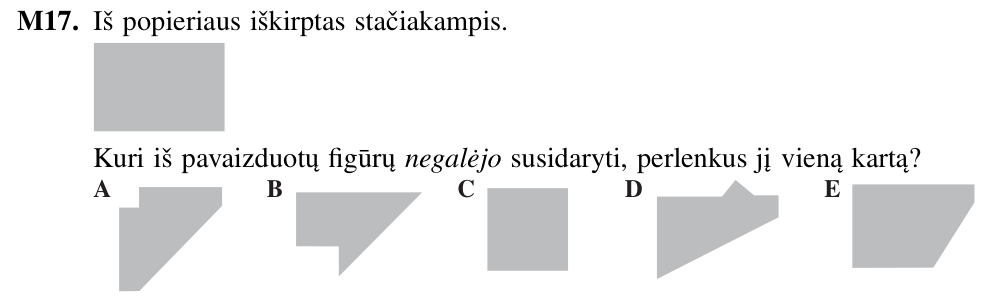 M17. Iš popieriaus iškirptas stačiakampis.
Kuri iš pavaizduotų figūrų negalėjo susidaryti, perlenkus jį vieną kartą?
A B C D E